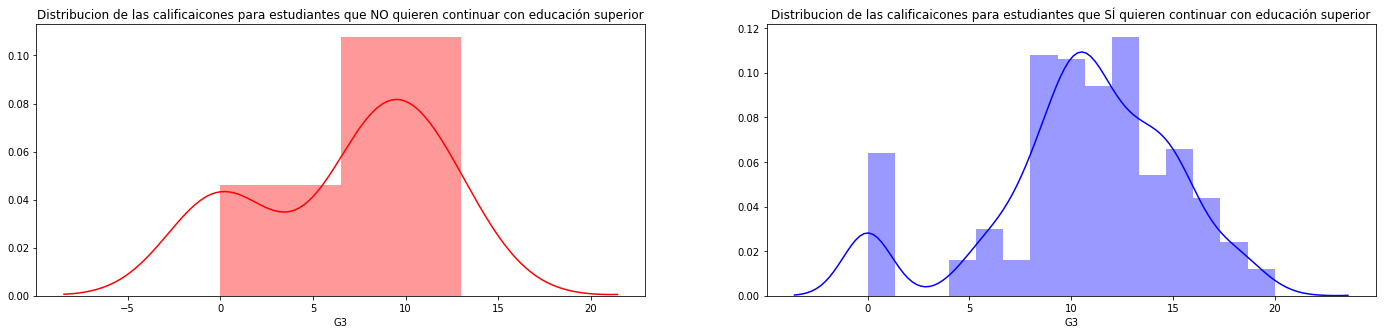 Distribucion de las calificaicones para estudiantes que NO quieren continuar con educación superior
0.10
0.08
0.06
0.04
0.02
0.00
−5 0 5 10 15 20
G3
Distribucion de las calificaicones para estudiantes que SÍ quieren continuar con educación superior
0.12
0.10
0.08
0.06
0.04
0.02
0.00
0 5 10 15 20
G3